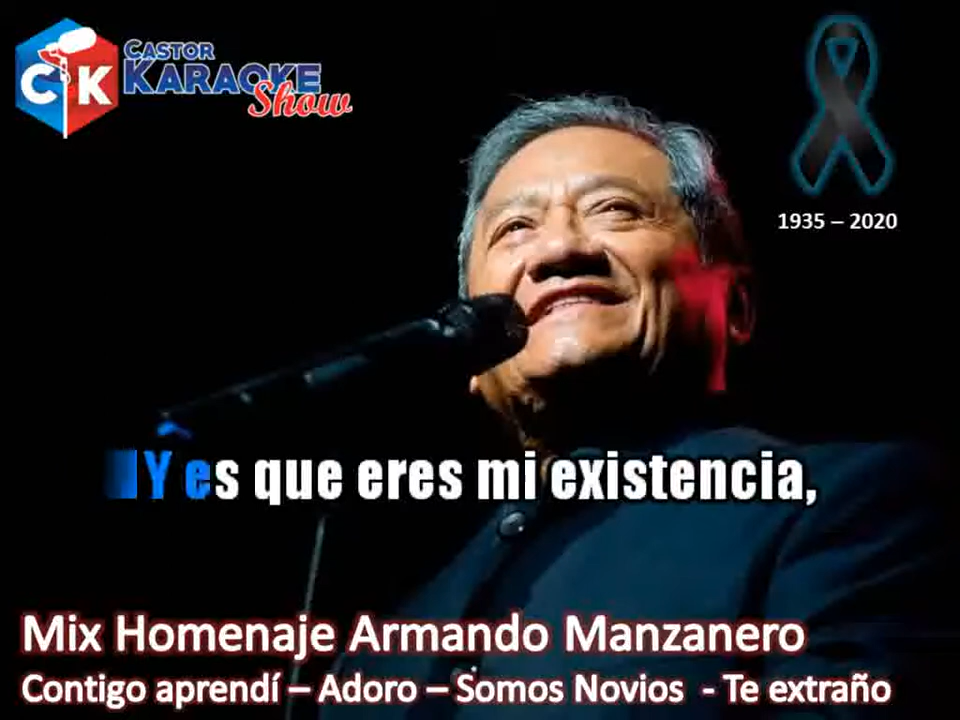 CK
CASTOR
KARAOKE
Show
1935 – 2020
Y es que eres mi existencia,
Mix Homenaje Armando Manzanero
Contigo aprendí – Adoro – Somos Novios - Te extraño